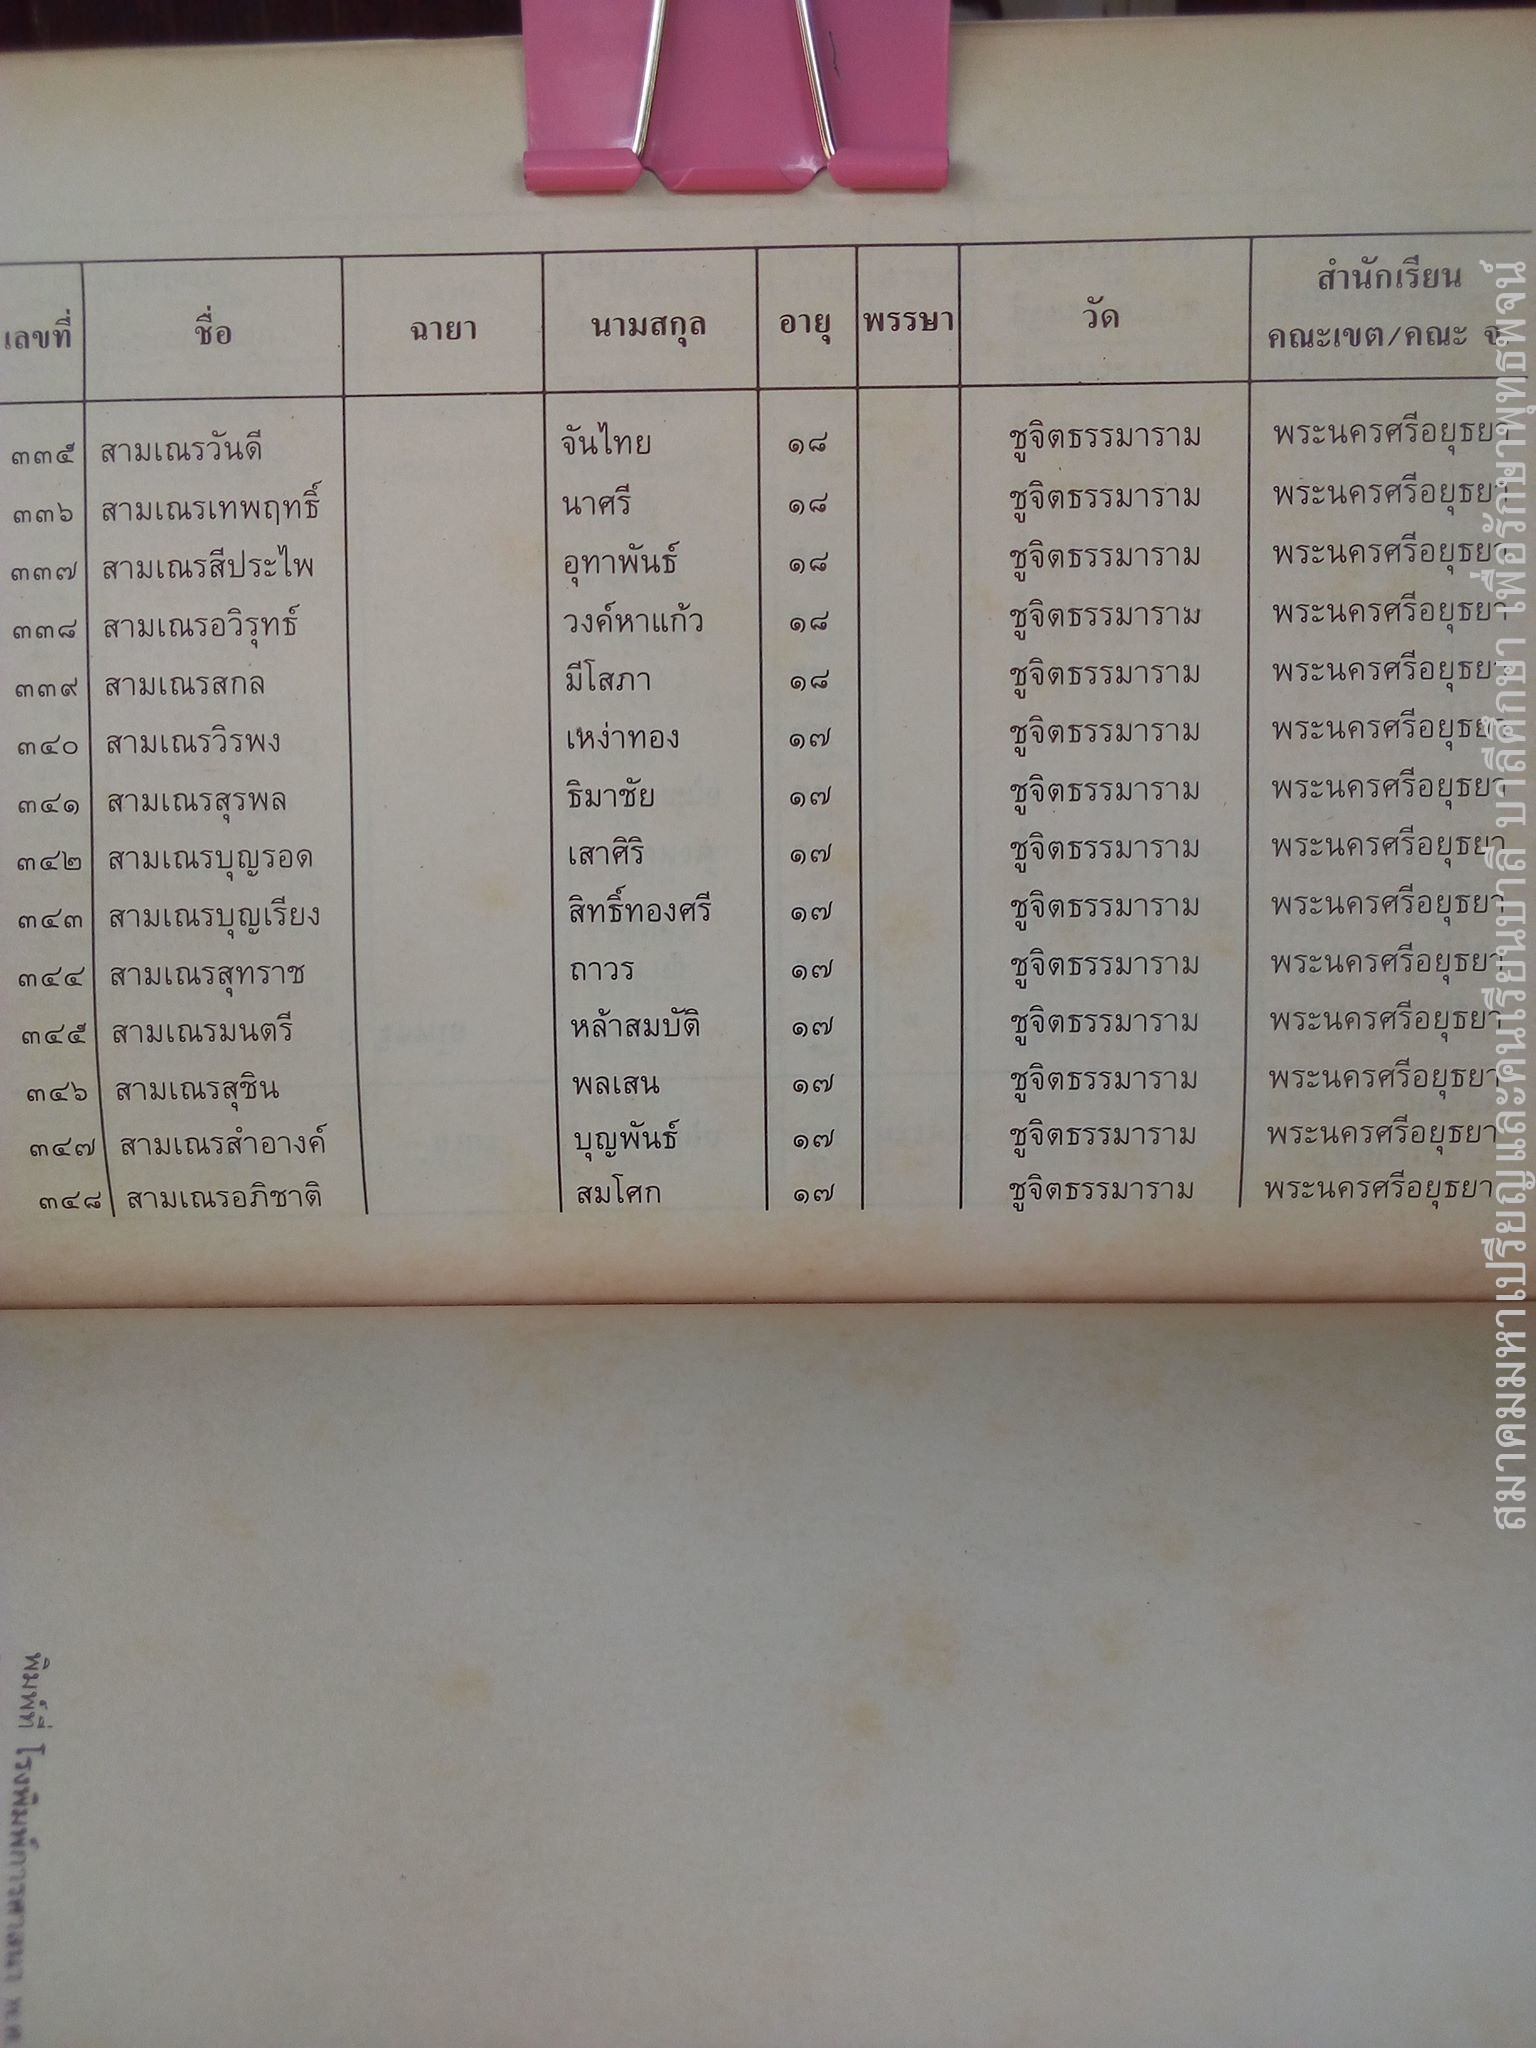 เลขที่ ชื่อ ฉายา นามสกุล อายุ พรรษา วัด สำนักเรียน
คณะเขต/คณะ จ.
๓๓๕ สามเณรวันดี จันไทย ๑๘ ชูจิตธรรมาราม พระนครศรีอยุธยา
๓๓๖ สามเณรเทพฤทธิ์ นาศรี ๑๘ ชูจิตธรรมาราม พระนครศรีอยุธยา
๓๓๗ สามเณรสีประไพ อุทาพันธ์ ๑๘ ชูจิตธรรมาราม พระนครศรีอยุธยา
๓๓๘ สามเณรอวิรุทธ์ วงค์หาแก้ว ๑๘ ชูจิตธรรมาราม พระนครศรีอยุธยา
๓๓๙ สามเณรสกล มีโสภา ๑๘ ชูจิตธรรมาราม พระนครศรีอยุธยา
๓๔๐ สามเณรวิรพง เหง่าทอง ๑๗ ชูจิตธรรมาราม พระนครศรีอยุธยา
๓๔๑ สามเณรสุรพล ธิมาชัย ๑๗ ชูจิตธรรมาราม พระนครศรีอยุธยา
๓๔๒ สามเณรบุญรอด เสาศิริ ๑๗ ชูจิตธรรมาราม พระนครศรีอยุธยา
๓๔๓ สามเณรบุญเรียง สิทธิ์ทองศรี ๑๗ ชูจิตธรรมาราม พระนครศรีอยุธยา
๓๔๔ สามเณรสุทราช ถาวร ๑๗ ชูจิตธรรมาราม พระนครศรีอยุธยา
๓๔๕ สามเณรมนตรี หล้าสมบัติ ๑๗ ชูจิตธรรมาราม พระนครศรีอยุธยา
๓๔๖ สามเณรสุชิน พลเสน ๑๗ ชูจิตธรรมาราม พระนครศรีอยุธยา
๓๔๗ สามเณรสำอางค์ บุญพันธ์ ๑๗ ชูจิตธรรมาราม พระนครศรีอยุธยา
๓๔๘ สามเณรอภิชาติ สมโศก ๑๗ ชูจิตธรรมาราม พระนครศรีอยุธยา
สมาคมมหาเปรียญและคนเรียนบาลี บาลีศึกษา เพื่อรักษาพุทธพจน์
พิมพ์ที่ โรงพิมพ์การศาสนา